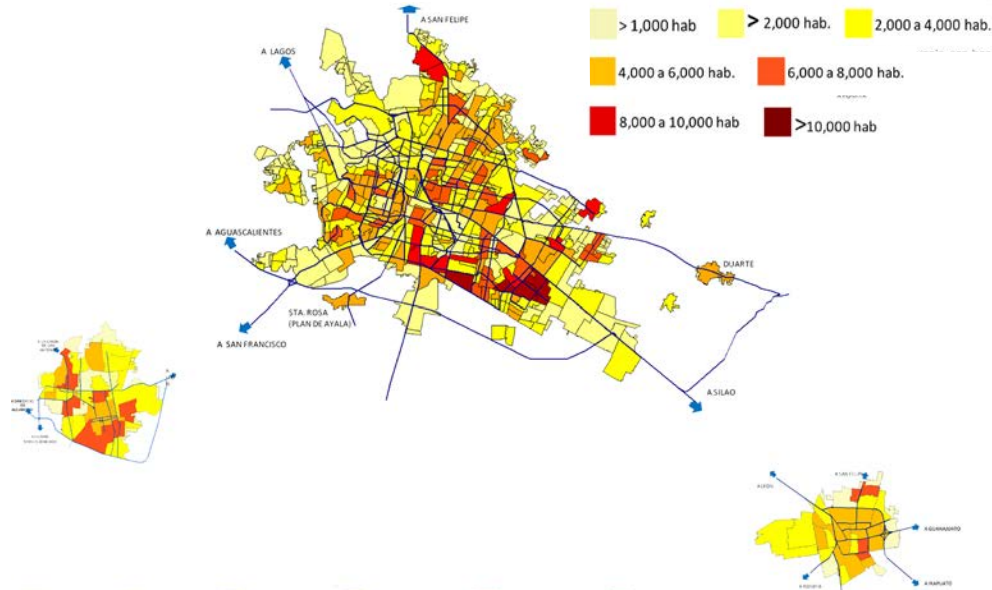 A SAN FELIPE
> 1,000 hab
> 2,000 hab.
2,000 a 4,000 hab.
A LAGOS
4,000 a 6,000 hab.
6,000 a 8,000 hab.
8,000 a 10,000 hab
>10,000 hab
A AGUASCALIENTES
DUARTE
STA. ROSA
(PLAN DE AYALA)
A SAN FRANCISCO
A SILAO
A LEON
A GUANAJUATO
A IRAPUATO